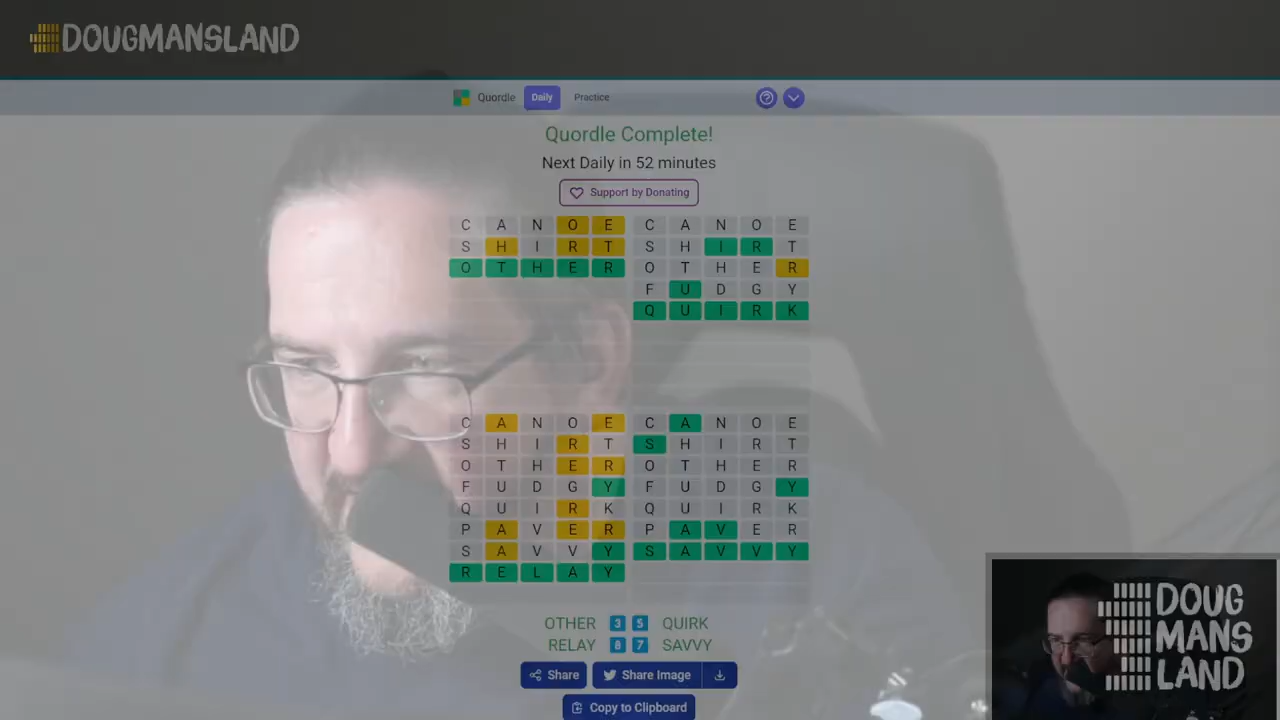 DOUGMANSLAND
Quordle Daily Practice
Quordle Complete!
Next Daily in 52 minutes
Support by Donating
C A N O E C A N O E
S H I R T S H I R T
O T H E R O T H E R
F U D G Y
Q U I R K
C A N O E C A N O E
S H I R T S H I R T
O T H E R O T H E R
F U D G Y F U D G Y
Q U I R K Q U I R K
P A V E R P A V E R
S A V V Y S A V V Y
R E L A Y
OTHER 3 5 QUIRK
RELAY 8 7 SAVVY
Share Share Image
Copy to Clipboard
DOUG
MANS
LAND